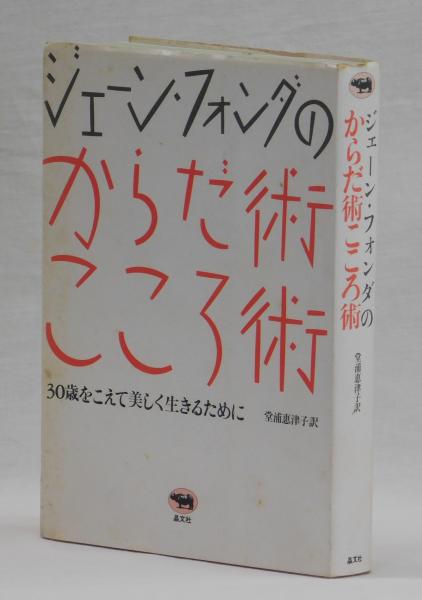 ジェーン・フォンダの
からだ術
こころ術
30歳をこえて美しく生きるために
堂浦恵津子訳
晶文社
ジェーン・フォンダの
からだ術こころ術
堂浦恵津子訳
晶文社